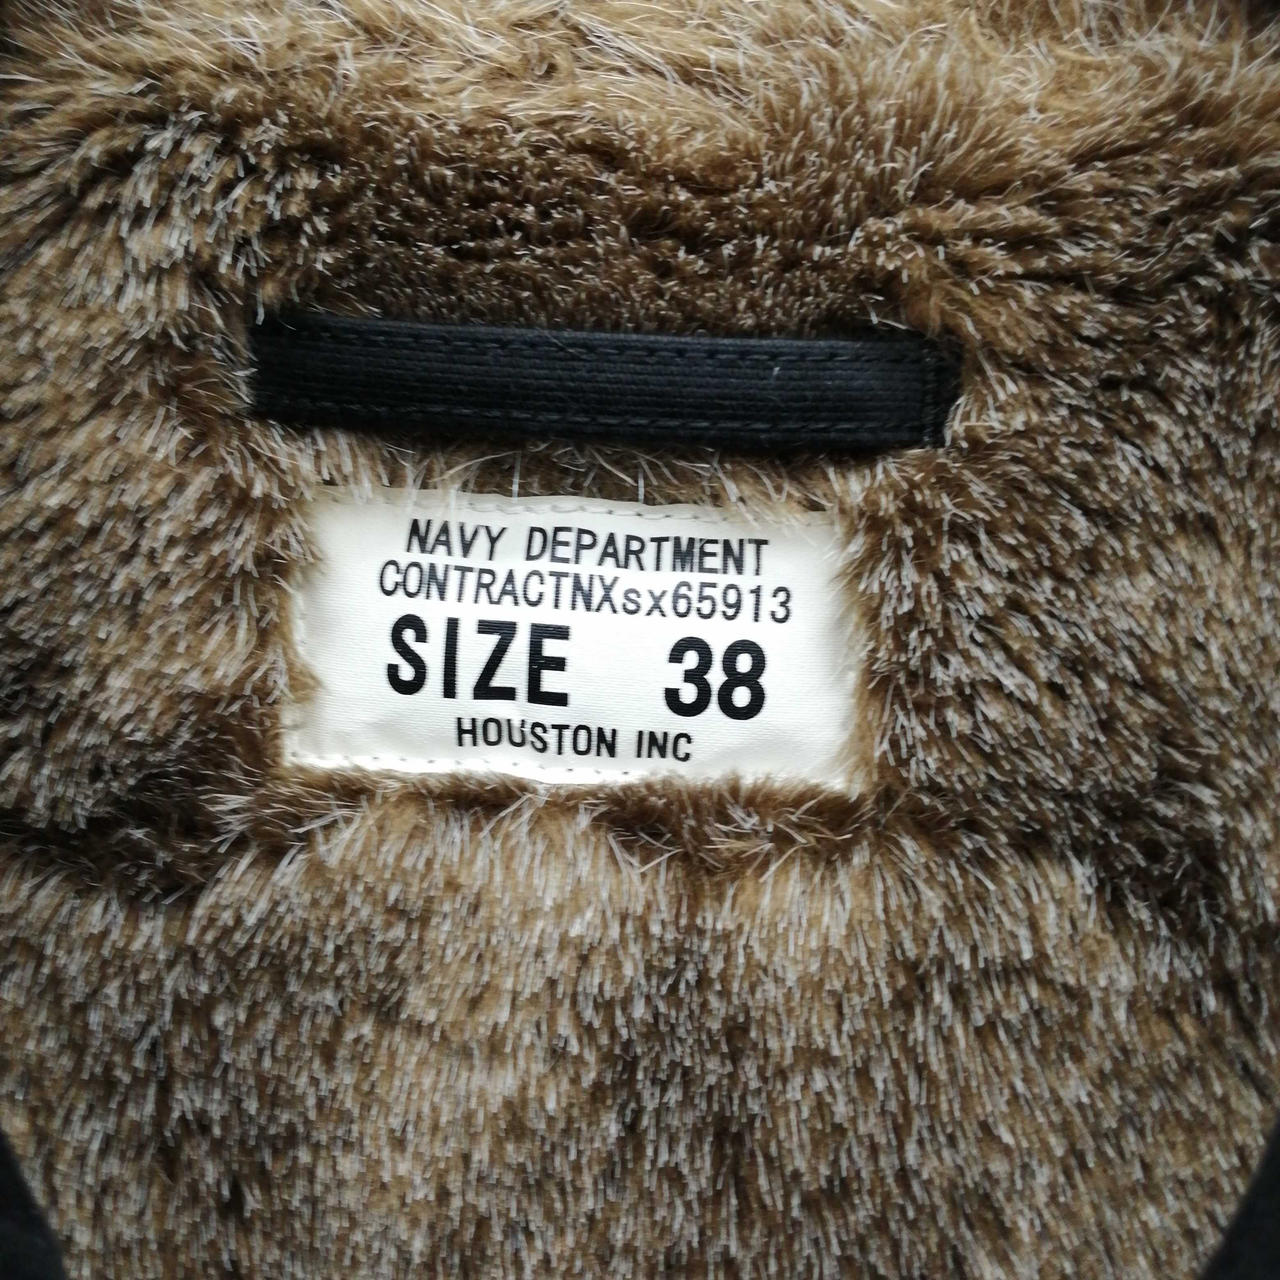 NAVY DEPARTMENT
CONTRACTNXsx65913
SIZE 38
HOUSTON INC